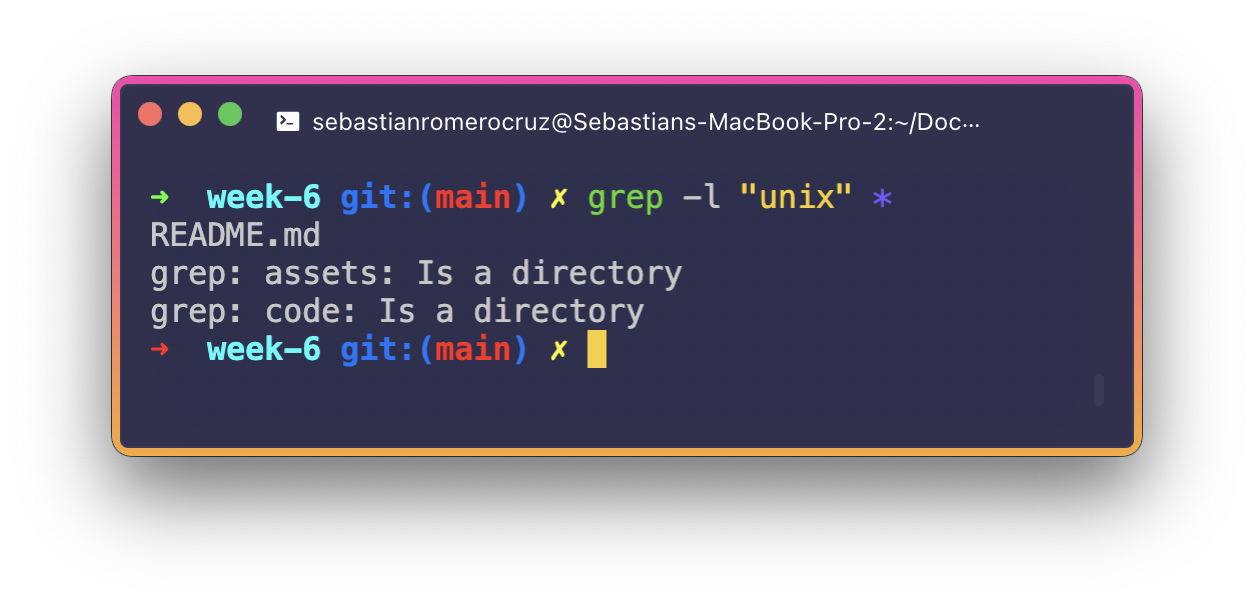 sebastianromerocruz@Sebastians-MacBook-Pro-2:~/Doc…
➜ week-6 git:(main) ✗ grep -l "unix" *
README.md
grep: assets: Is a directory
grep: code: Is a directory
➜ week-6 git:(main) ✗